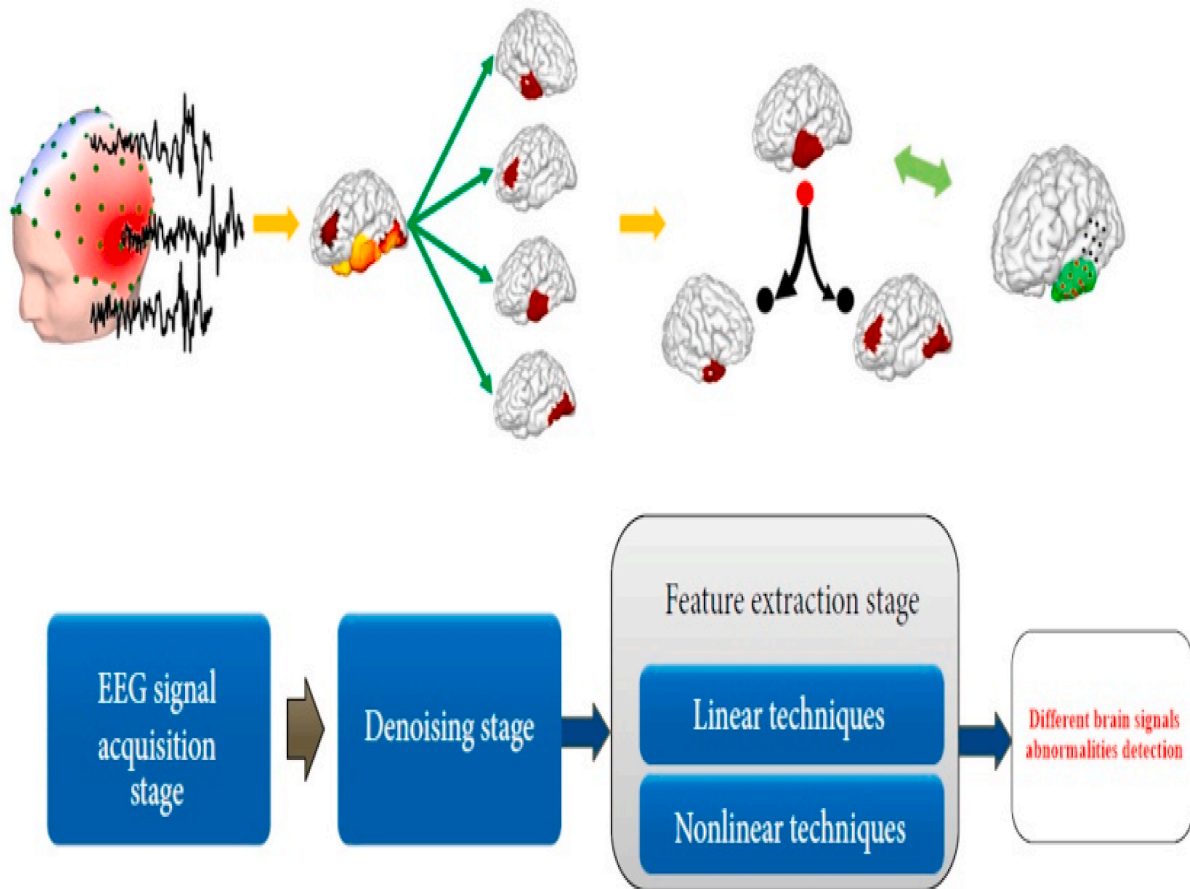 EEG signal
acquisition
stage
Denoising stage
Feature extraction stage
Linear techniques
Nonlinear techniques
Different brain signals
abnormalities detection